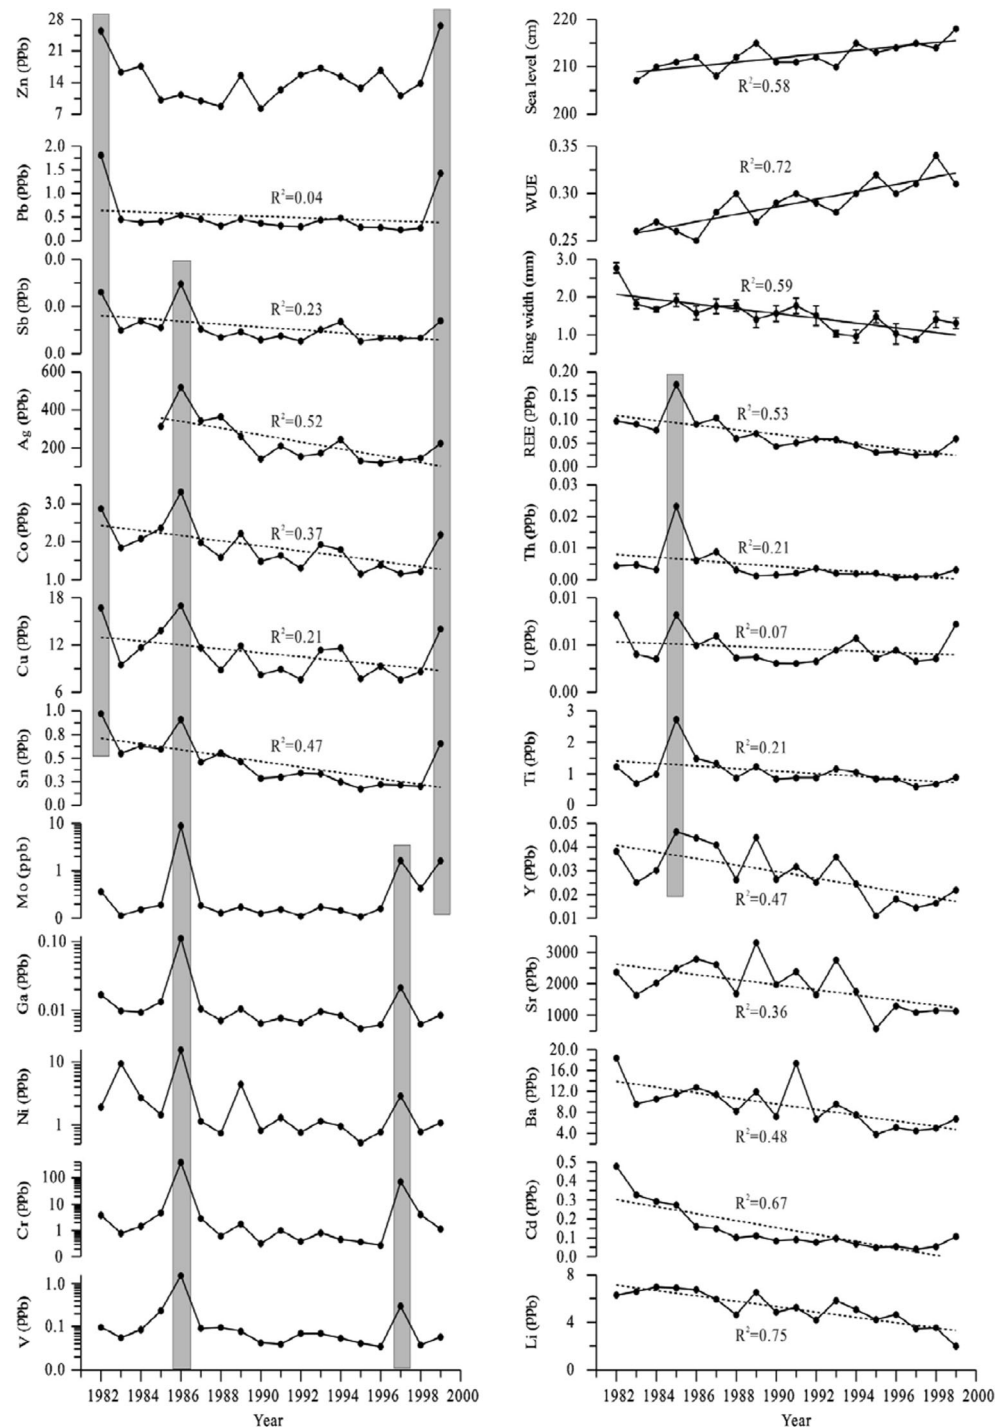 Zn (ppb)
28
21
14
7
Pb (ppb)
2.0
1.5
1.0
0.5
0.0
R²=0.04
Sb (ppb)
0.0
0.0
0.0
R²=0.23
Ag (ppb)
600
400
200
R²=0.52
Co (ppb)
3.0
2.0
1.0
R²=0.37
Cu (ppb)
18
12
6
R²=0.21
Sn (ppb)
1.0
0.8
0.5
0.3
0.0
R²=0.47
Mo (ppb)
10
1
0
Ga (ppb)
0.10
0.01
Ni (ppb)
10
1
Cr (ppb)
100
10
1
0
V (ppb)
1.0
0.1
0.0
1982 1984 1986 1988 1990 1992 1994 1996 1998 2000
Year
Sea level (cm)
220
210
200
R²=0.58
WUE
0.35
0.30
0.25
R²=0.72
Ring width (mm)
3.0
2.0
1.0
R²=0.59
REE (ppb)
0.20
0.15
0.10
0.05
0.00
R²=0.53
Th (ppb)
0.03
0.02
0.01
0.00
R²=0.21
U (ppb)
0.01
0.01
0.00
R²=0.07
Ti (ppb)
3
2
1
0
R²=0.21
Y (ppb)
0.05
0.04
0.03
0.02
0.01
R²=0.47
Sr (ppb)
3000
2000
1000
R²=0.36
Ba (ppb)
20.0
16.0
12.0
8.0
4.0
R²=0.48
Cd (ppb)
0.5
0.4
0.3
0.2
0.1
0.0
R²=0.67
Li (ppb)
8
4
0
R²=0.75
1982 1984 1986 1988 1990 1992 1994 1996 1998 2000
Year